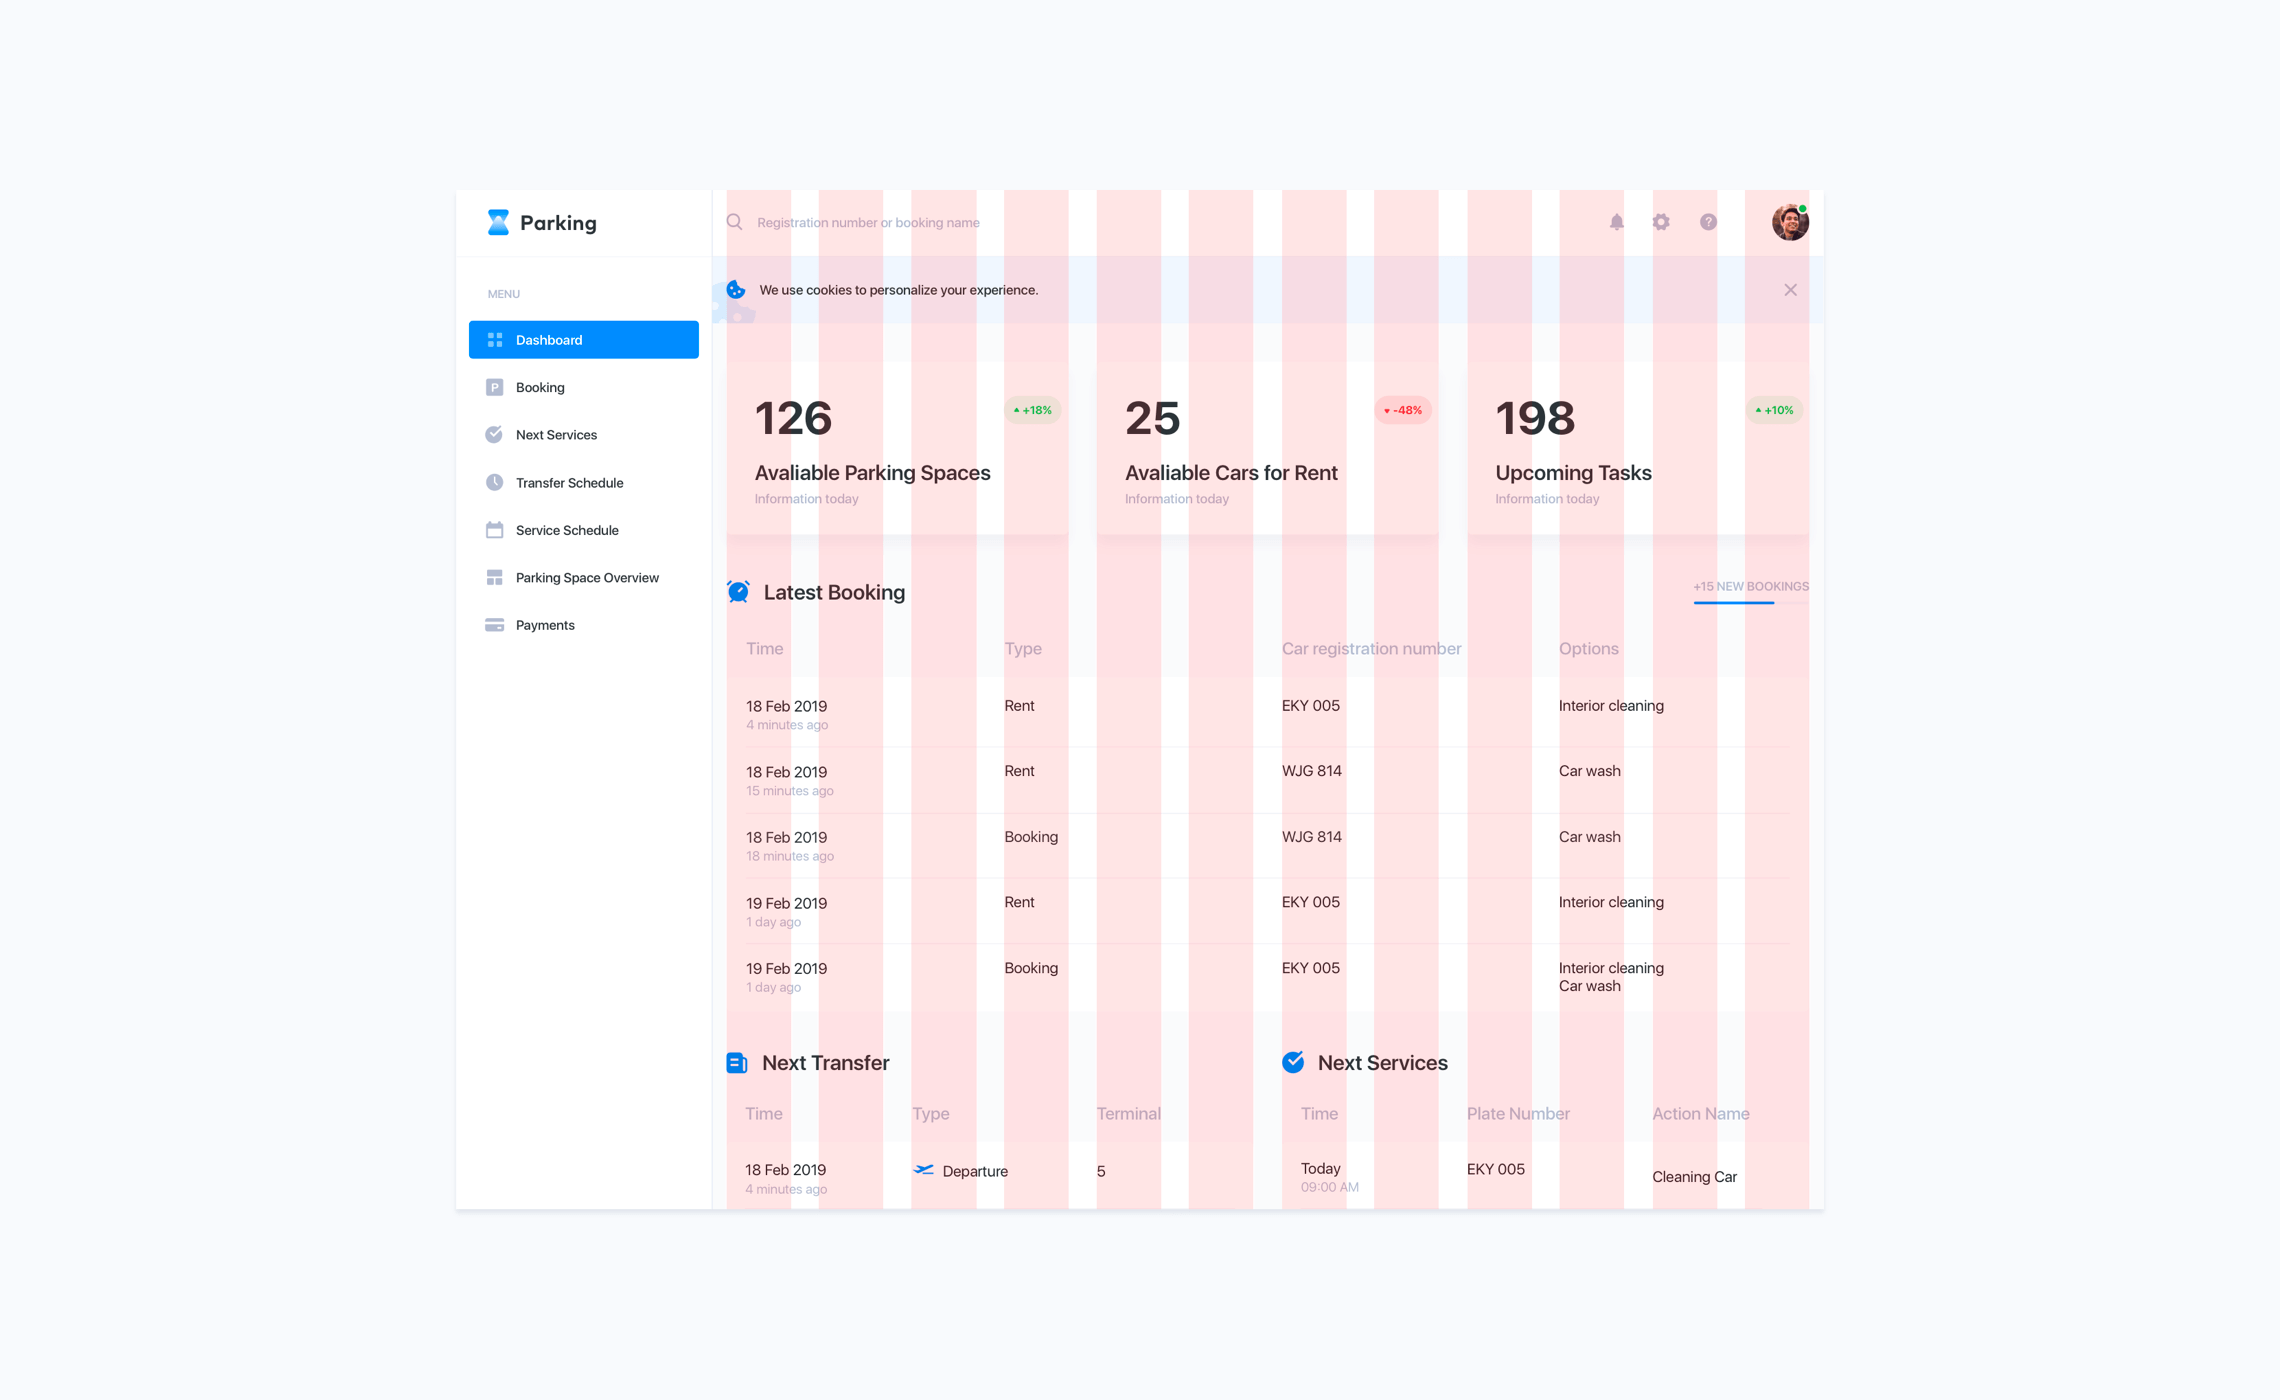 Parking
Registration number or booking name
We use cookies to personalize your experience.
MENU
Dashboard
Booking
Next Services
Transfer Schedule
Service Schedule
Parking Space Overview
Payments
126
+18%
Avaliable Parking Spaces
Information today
25
-48%
Avaliable Cars for Rent
Information today
198
+10%
Upcoming Tasks
Information today
Latest Booking
+15 NEW BOOKINGS
Time Type Car registration number Options
18 Feb 2019 Rent EKY 005 Interior cleaning
4 minutes ago
18 Feb 2019 Rent WJG 814 Car wash
15 minutes ago
18 Feb 2019 Booking WJG 814 Car wash
18 minutes ago
19 Feb 2019 Rent EKY 005 Interior cleaning
1 day ago
19 Feb 2019 Booking EKY 005 Interior cleaning
1 day ago Car wash
Next Transfer
Time Type Terminal
18 Feb 2019 Departure 5
4 minutes ago
Next Services
Time Plate Number Action Name
Today EKY 005 Cleaning Car
09:00 AM